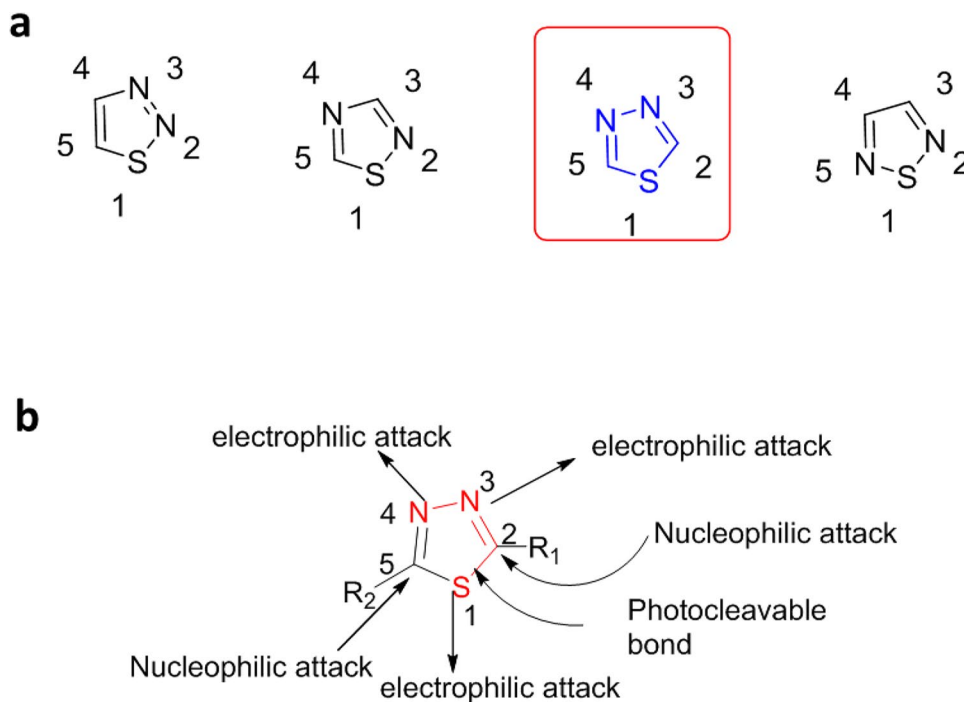 a
4 N 3
5 S N 2
1
4 3
N N
5 S 2
1
4 3
N N
5 S 2
1
4 3
5 N S N 2
1
b
electrophilic attack
electrophilic attack
3
4 N N
5 2 R1 Nucleophilic attack
R2 S
1 Photocleavable
bond
Nucleophilic attack
electrophilic attack